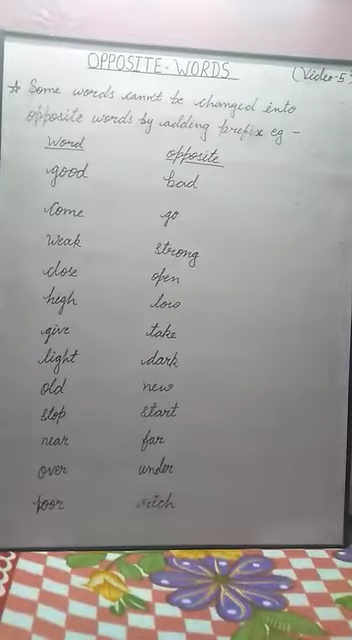 OPPOSITE-WORDS
(Video-5)
* Some words cannt be changed into
opposite words by adding prefix eg -
Word opposite
good bad
come go
weak strong
close open
high low
give take
light dark
old new
stop start
near far
over under
poor rich